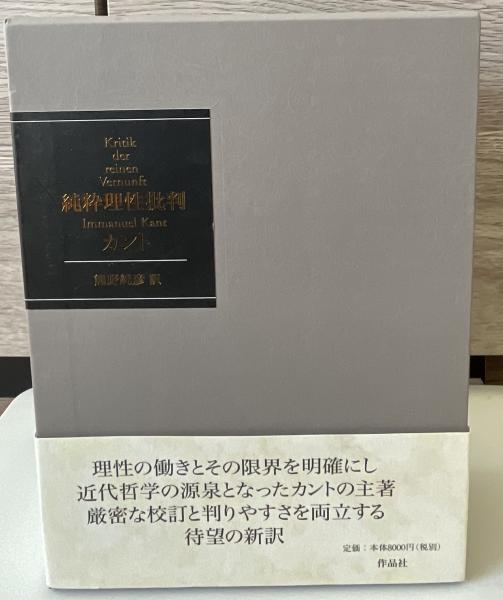 Kritik
der
reinen
Vernunft
純粋理性批判
Immanuel Kant
カント
熊野純彦 訳
理性の働きとその限界を明確にし
近代哲学の源泉となったカントの主著
厳密な校訂と判りやすさを両立する
待望の新訳
定価：本体8000円（税別）
作品社